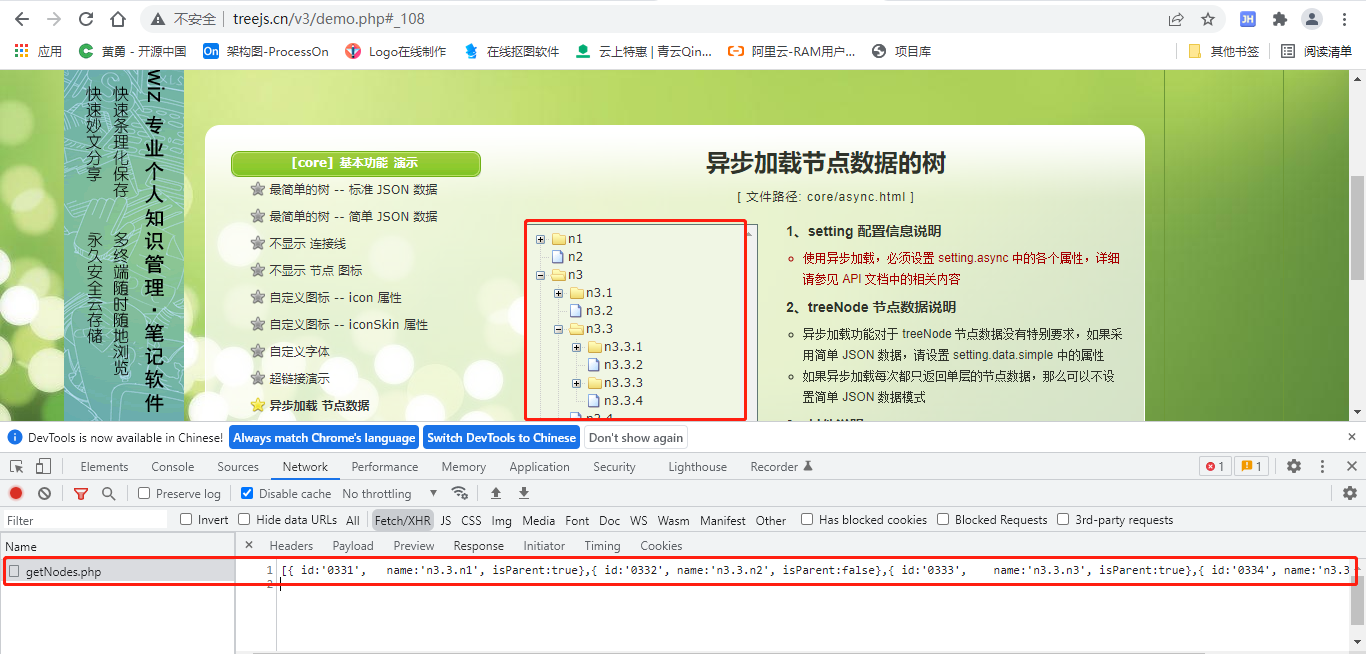 不安全 | treejs.cn/v3/demo.php#_108
JH
应用 黄勇 - 开源中国 On 架构图-ProcessOn Logo在线制作 在线抠图软件 云上特惠 | 青云Qin... 阿里云-RAM用户... 项目库 其他书签 阅读清单
wiz 专业个人知识管理·笔记软件
快速条理化保存 多终端随时随地浏览
快速妙文分享 永久安全云存储
[core] 基本功能 演示
最简单的树 -- 标准 JSON 数据
最简单的树 -- 简单 JSON 数据
不显示 连接线
不显示 节点 图标
自定义图标 -- icon 属性
自定义图标 -- iconSkin 属性
自定义字体
超链接演示
异步加载 节点数据
异步加载节点数据的树
[ 文件路径: core/async.html ]
n1
n2
n3
n3.1
n3.2
n3.3
n3.3.1
n3.3.2
n3.3.3
n3.3.4
n3.4
1、setting 配置信息说明
使用异步加载，必须设置 setting.async 中的各个属性，详细
请参见 API 文档中的相关内容
2、treeNode 节点数据说明
异步加载功能对于 treeNode 节点数据没有特别要求，如果采
用简单 JSON 数据，请设置 setting.data.simple 中的属性
如果异步加载每次都只返回单层的节点数据，那么可以不设
置简单 JSON 数据模式
DevTools is now available in Chinese! Always match Chrome's language Switch DevTools to Chinese Don't show again
Elements Console Sources Network Performance Memory Application Security Lighthouse Recorder 1 1
Preserve log Disable cache No throttling
Filter Invert Hide data URLs All Fetch/XHR JS CSS Img Media Font Doc WS Wasm Manifest Other Has blocked cookies Blocked Requests 3rd-party requests
Name Headers Payload Preview Response Initiator Timing Cookies
getNodes.php
1 [{ id:'0331', name:'n3.3.n1', isParent:true},{ id:'0332', name:'n3.3.n2', isParent:false},{ id:'0333', name:'n3.3.n3', isParent:true},{ id:'0334', name:'n3.3
2